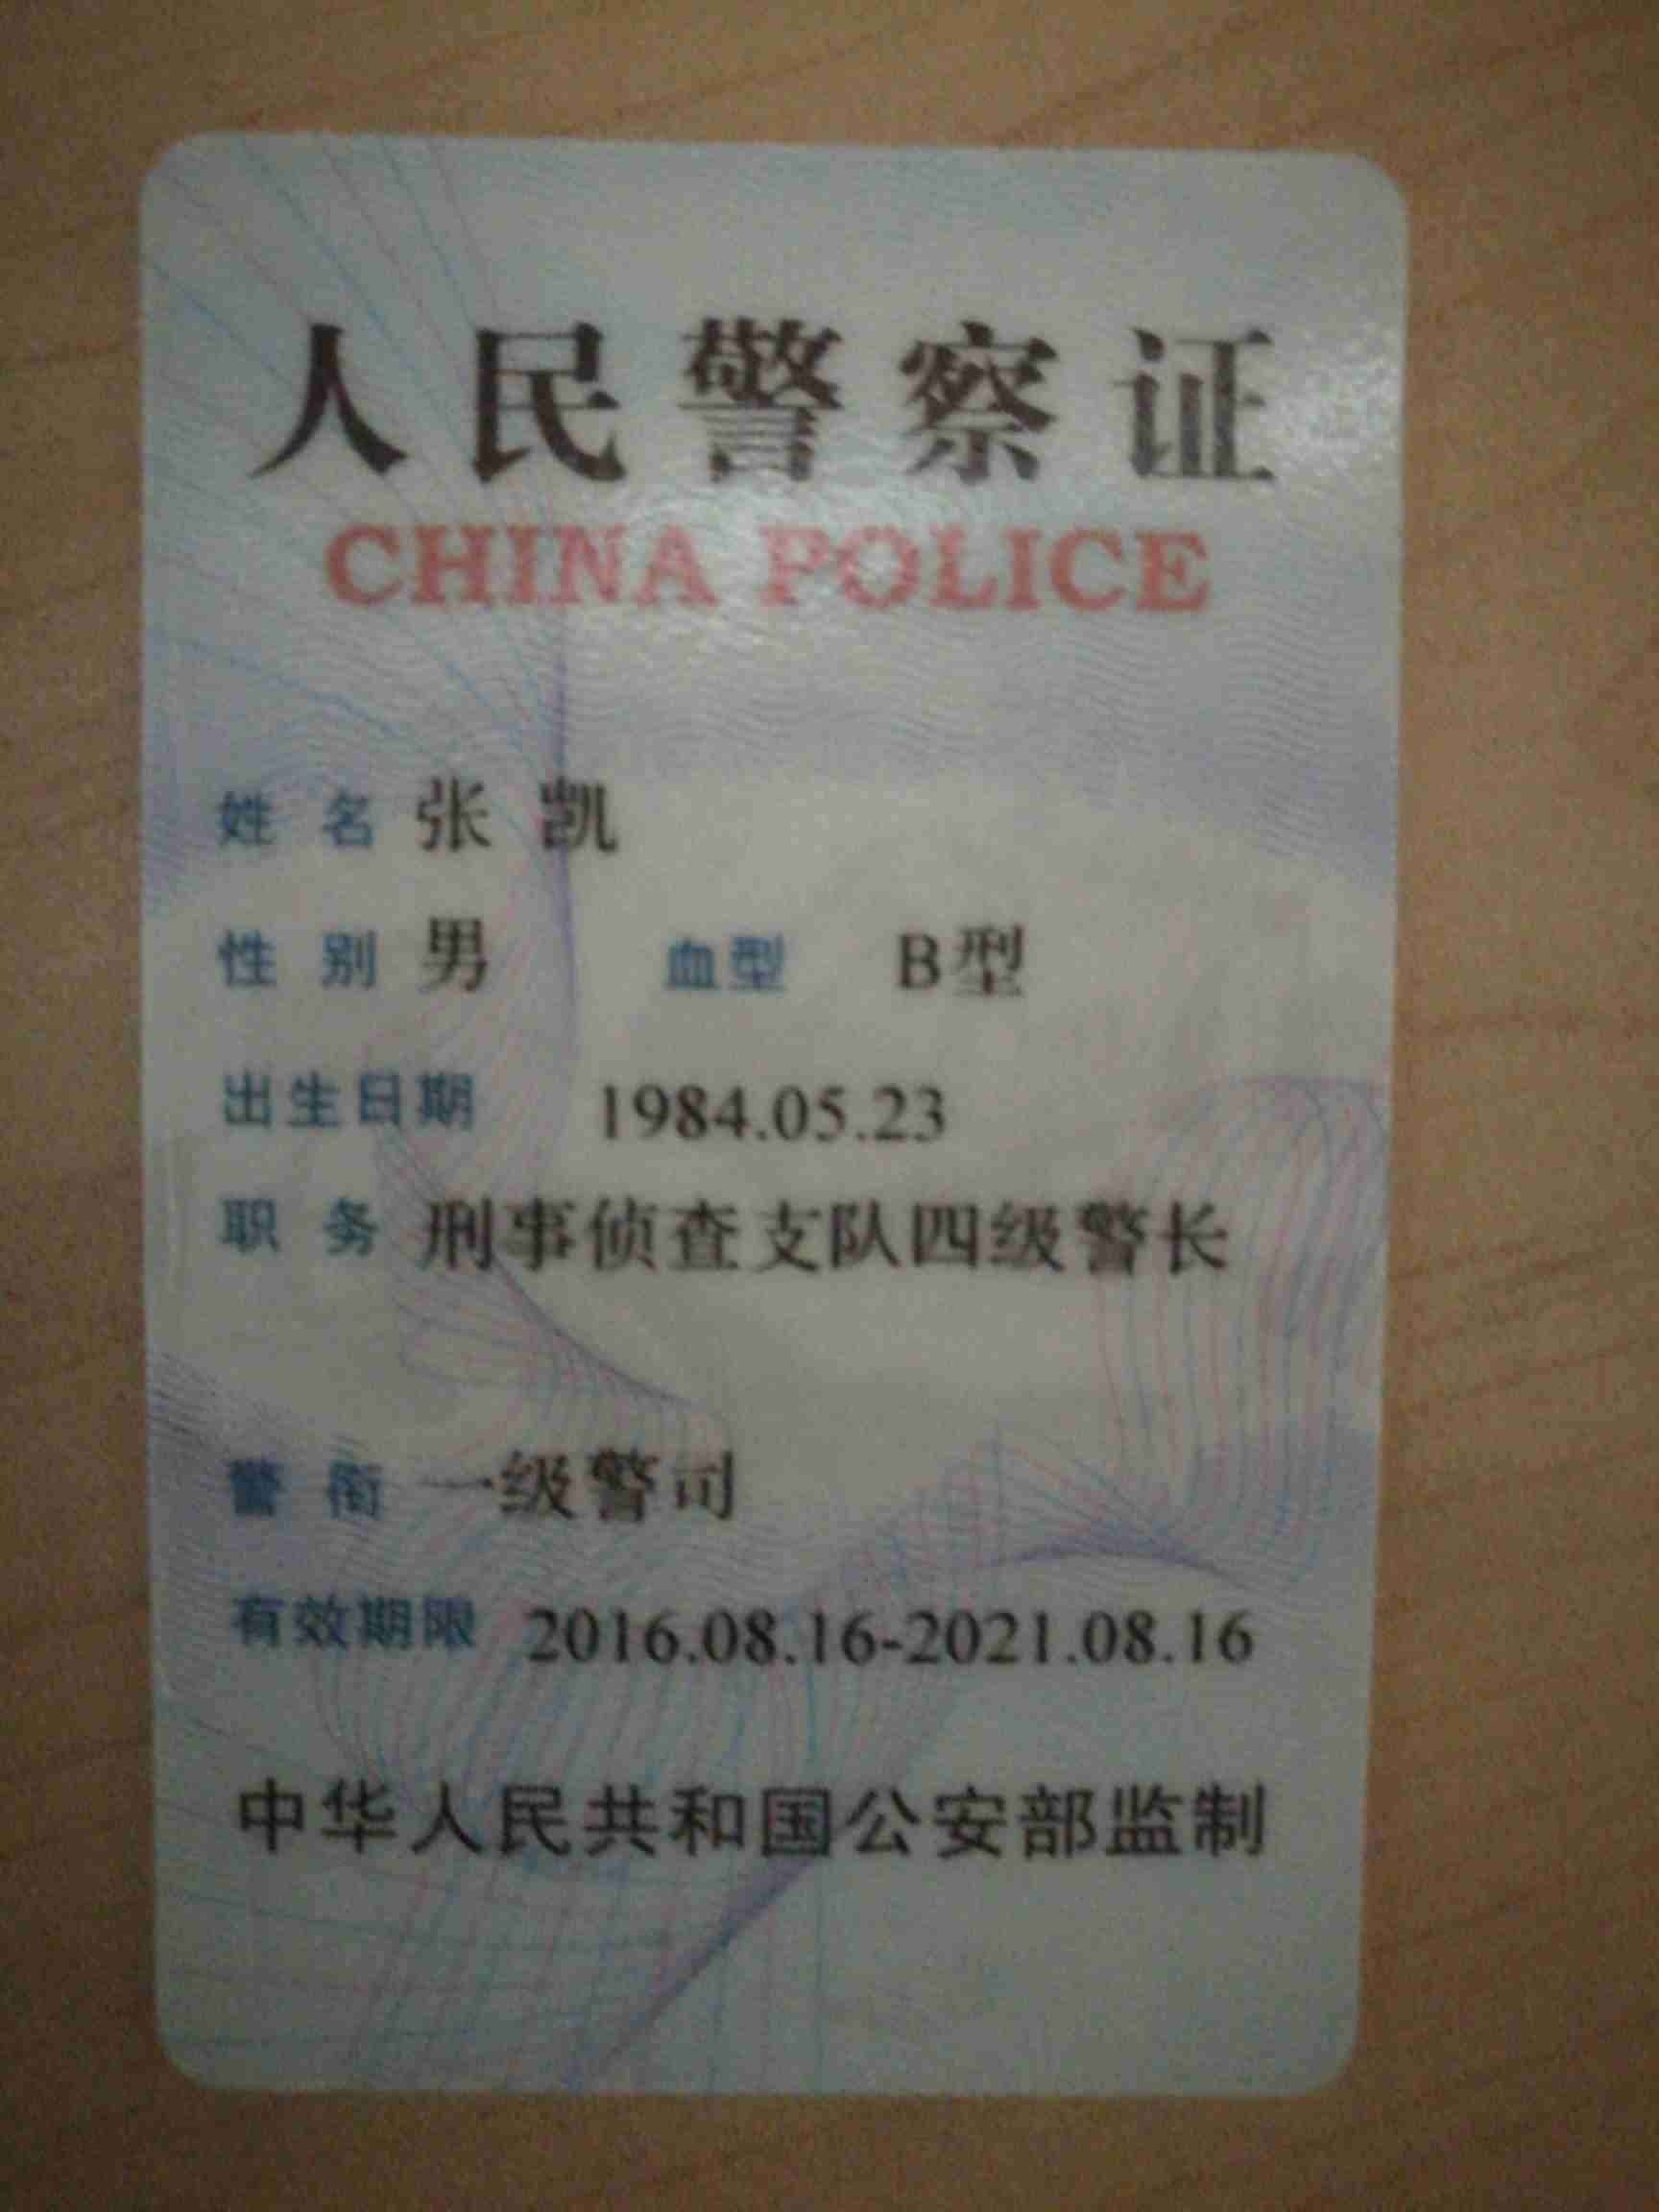 人民警察证
CHINA POLICE
姓 名 张 凯
性 别 男 血型 B型
出生日期 1984.05.23
职 务 刑事侦查支队四级警长
警 衔 一级警司
有效期限 2016.08.16-2021.08.16
中华人民共和国公安部监制